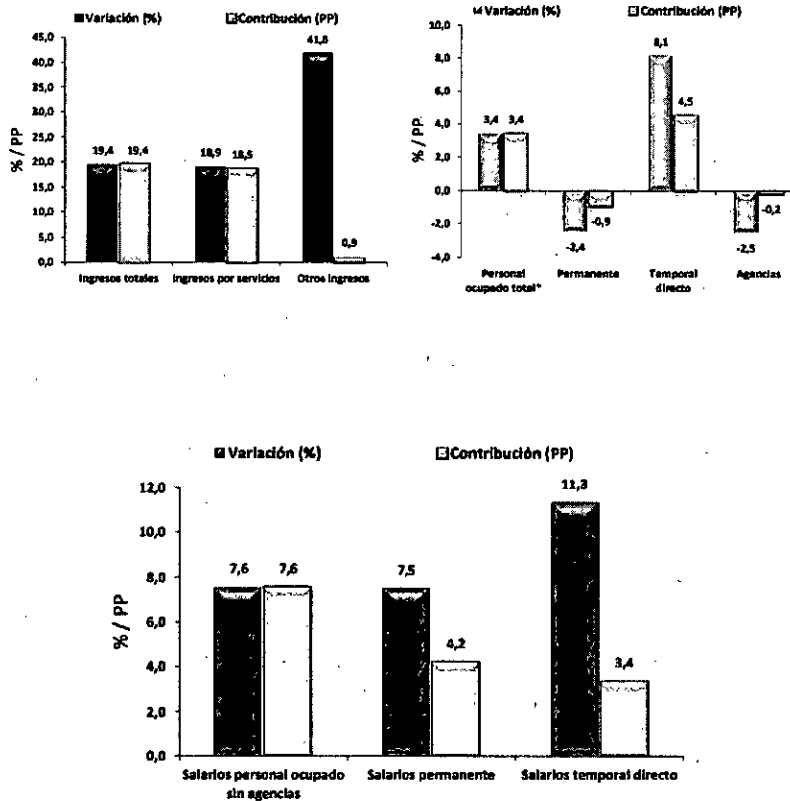 Variación (%) Contribución (PP)
45,0
40,0
35,0
30,0
25,0
20,0
15,0
10,0
5,0
0,0
% / PP
19,4 19,4 18,9 18,5 41,8 0,9
Ingresos totales Ingresos por servicios Otros ingresos
Variación (%) Contribución (PP)
10,0
8,0
6,0
4,0
2,0
0,0
-2,0
-4,0
% / PP
3,4 3,4 -2,4 -0,9 8,1 4,5 -2,5 -0,2
Personal Permanente Temporal Agencias
ocupado total* directo
Variación (%) Contribución (PP)
12,0
10,0
8,0
6,0
4,0
2,0
0,0
% / PP
7,6 7,6 7,5 4,2 11,3 3,4
Salarios personal ocupado Salarios permanente Salarios temporal directo
sin agencias